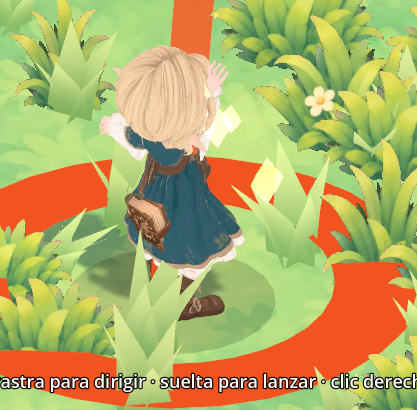 astra para dirigir · suelta para lanzar · clic derech